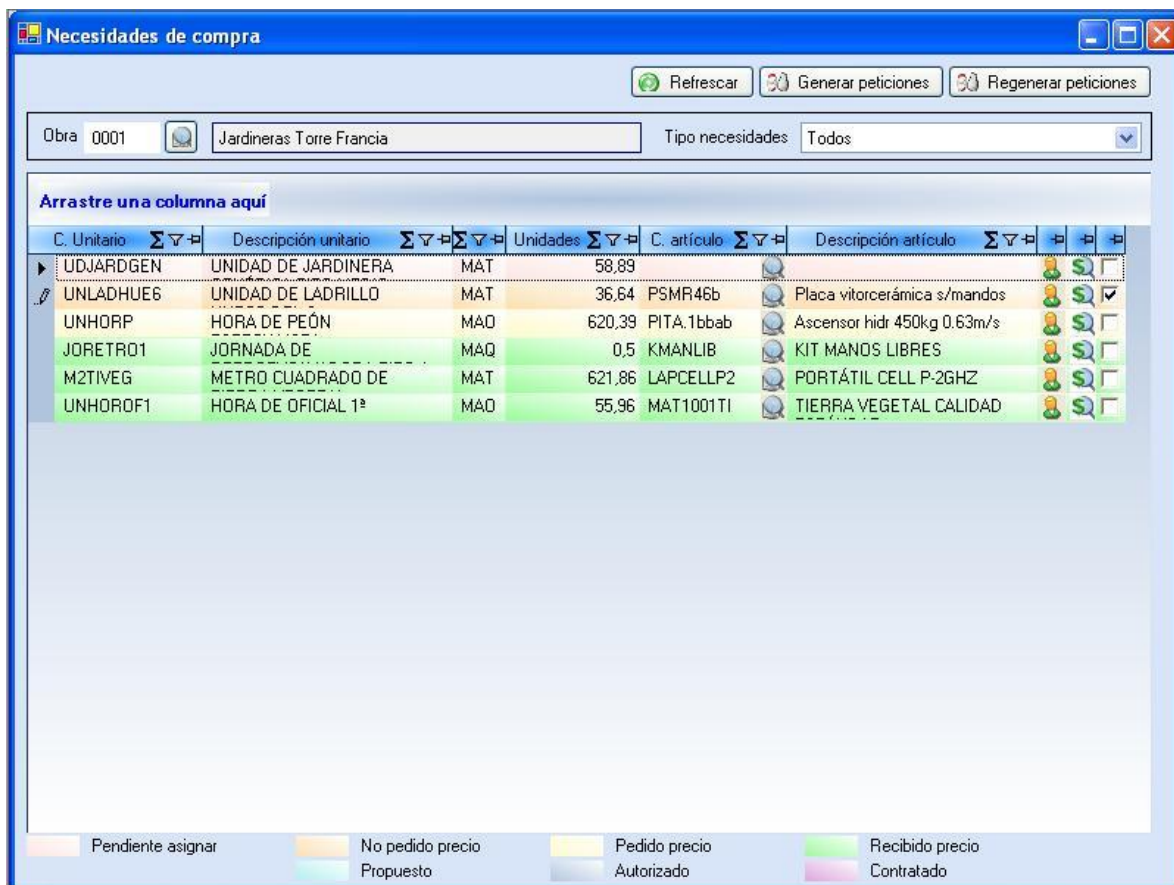 Necesidades de compra
Refrescar Generar peticiones Regenerar peticiones
Obra 0001 Jardineras Torre Francia Tipo necesidades Todos
Arrastre una columna aquí
C. Unitario Descripción unitario Unidades C. artículo Descripción artículo
UDJARDGEN UNIDAD DE JARDINERA MAT 58,89
UNLADHUE6 UNIDAD DE LADRILLO MAT 36,64 PSMR46b Placa vitorcerámica s/mandos
UNHORP HORA DE PEÓN MAO 620,39 PITA.1bbab Ascensor hidr 450kg 0.63m/s
JORETRO1 JORNADA DE MAQ 0,5 KMANLIB KIT MANOS LIBRES
M2TIVEG METRO CUADRADO DE MAT 621,86 LAPCELLP2 PORTÁTIL CELL P-2GHZ
UNHOROF1 HORA DE OFICIAL 1ª MAO 55,96 MAT1001TI TIERRA VEGETAL CALIDAD
Pendiente asignar No pedido precio Pedido precio Recibido precio
Propuesto Autorizado Contratado